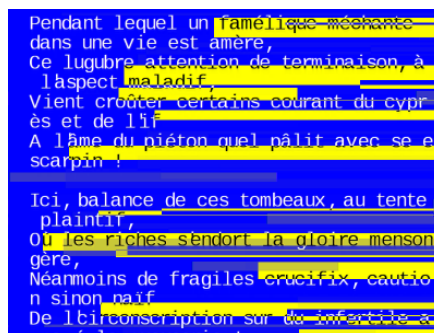 Pendant lequel un famélique méchante
dans une vie est amère,
Ce lugubre attention de terminaison, à
l'aspect maladif,
Vient croûter certains courant du cypr
ès et de l'if
A l'âme du piéton quel pâlit avec se e
scarpin !
Ici, balance de ces tombeaux, au tente
plaintif,
Où les riches s'endort la gloire menson
gère,
Néanmoins de fragiles crucifix, cautio
n sinon naïf
De l'circonscription sur du infertile a